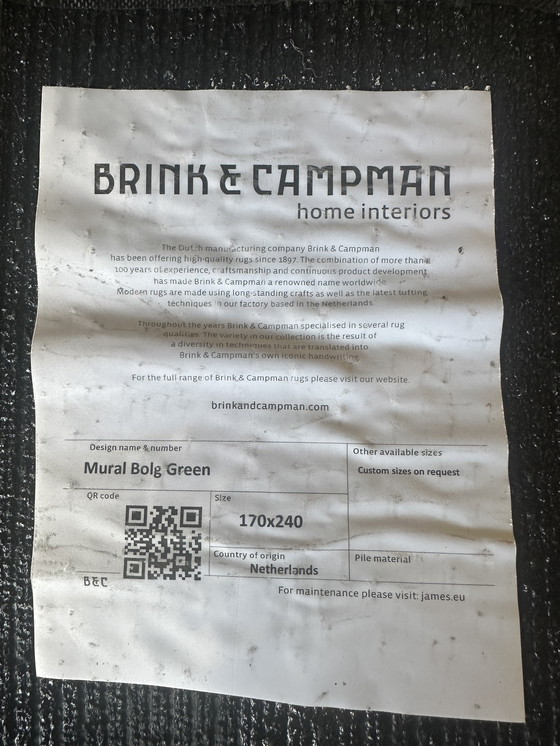 BRINK & CAMPMAN
home interiors
The Dutch manufacturing company Brink & Campman
has been offering high-quality rugs since 1897. The combination of more than
100 years of experience, craftsmanship and continuous product development
has made Brink & Campman a renowned name worldwide.
Modern rugs are made using long-standing crafts as well as the latest tufting
techniques in our factory based in the Netherlands.
Throughout the years Brink & Campman specialised in several rug
qualities. The variety in our collection is the result of
a diversity in techniques that are translated into
Brink & Campman's own iconic handwriting.
For the full range of Brink & Campman rugs please visit our website.
brinkandcampman.com
Design name & number
Mural Bolg Green
Other available sizes
Custom sizes on request
QR code
Size
170x240
Country of origin
Netherlands
Pile material
B&C
For maintenance please visit: james.eu